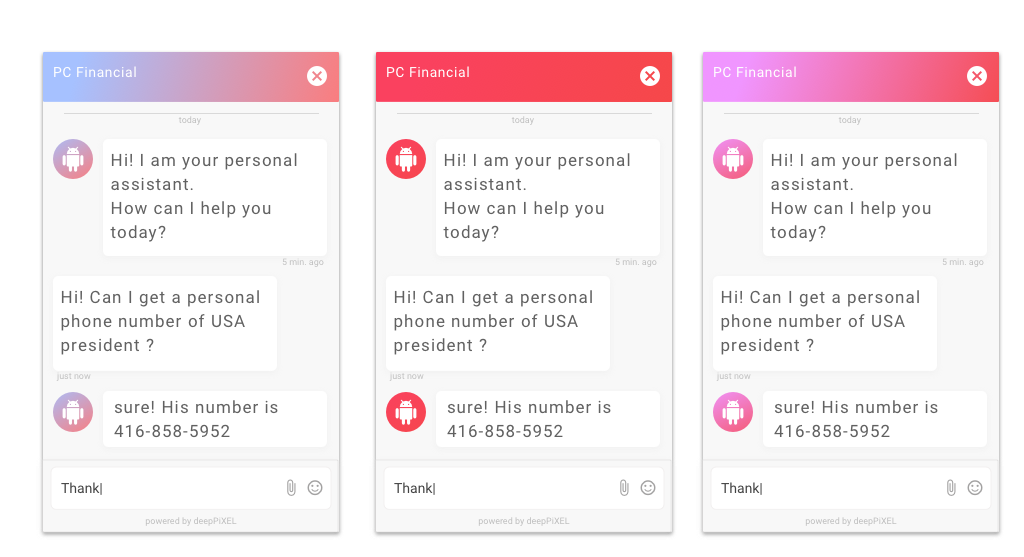 PC Financial
today
Hi! I am your personal
assistant.
How can I help you
today?
5 min. ago
Hi! Can I get a personal
phone number of USA
president ?
just now
sure! His number is
416-858-5952
Thank|
powered by deepPiXEL
PC Financial
today
Hi! I am your personal
assistant.
How can I help you
today?
5 min. ago
Hi! Can I get a personal
phone number of USA
president ?
just now
sure! His number is
416-858-5952
Thank|
powered by deepPiXEL
PC Financial
today
Hi! I am your personal
assistant.
How can I help you
today?
5 min. ago
Hi! Can I get a personal
phone number of USA
president ?
just now
sure! His number is
416-858-5952
Thank|
powered by deepPiXEL